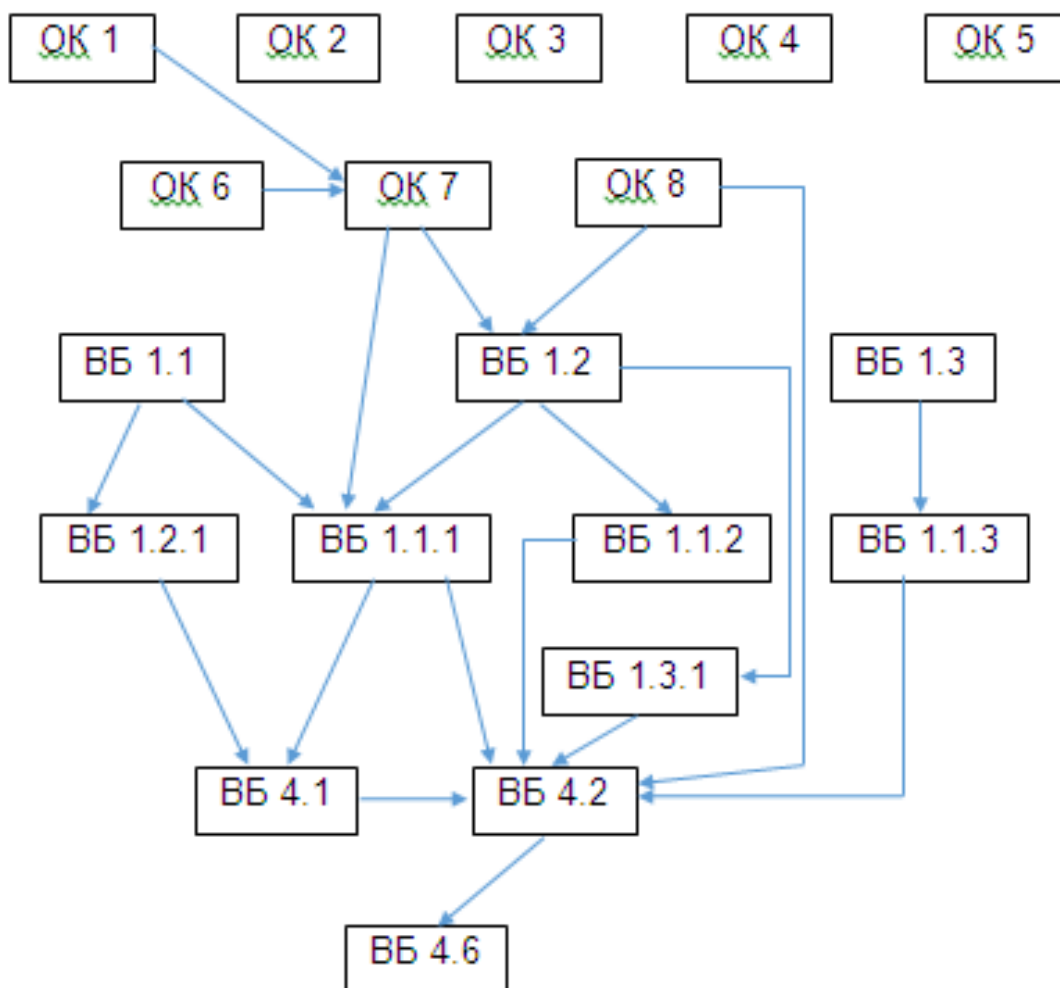 ОК 1
ОК 2
ОК 3
ОК 4
ОК 5
ОК 6
ОК 7
ОК 8
ВБ 1.1
ВБ 1.2
ВБ 1.3
ВБ 1.2.1
ВБ 1.1.1
ВБ 1.1.2
ВБ 1.1.3
ВБ 1.3.1
ВБ 4.1
ВБ 4.2
ВБ 4.6